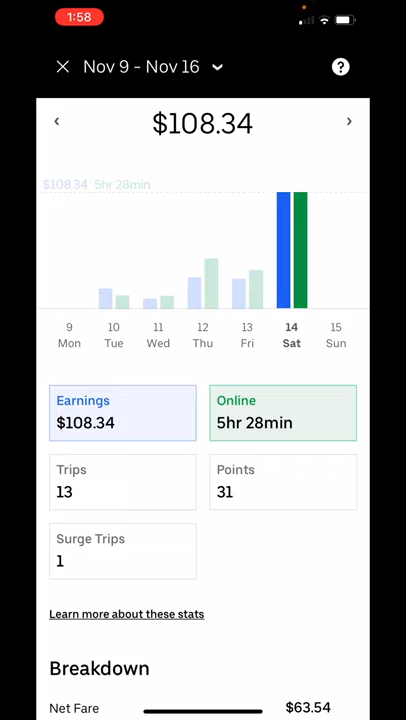 1:58
Nov 9 - Nov 16
?
$108.34
$108.34 5hr 28min
9 10 11 12 13 14 15
Mon Tue Wed Thu Fri Sat Sun
Earnings Online
$108.34 5hr 28min
Trips Points
13 31
Surge Trips
1
Learn more about these stats
Breakdown
Net Fare $63.54